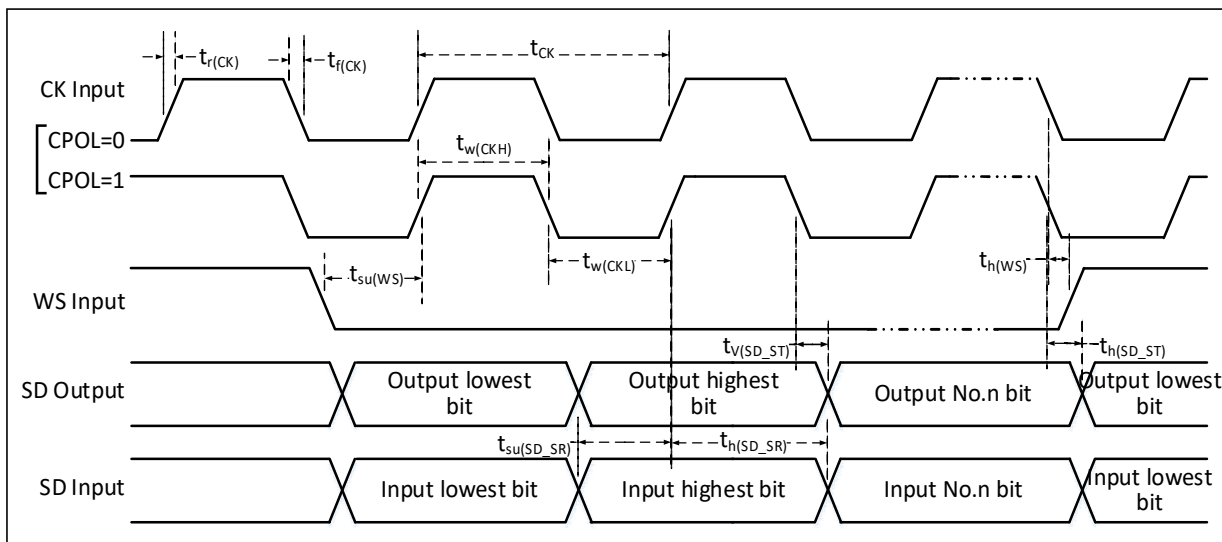 tr(CK)
tf(CK)
tCK
CK Input
CPOL=0
tw(CKH)
CPOL=1
tsu(WS)
tw(CKL)
th(WS)
WS Input
tV(SD_ST)
th(SD_ST)
SD Output
Output lowest
bit
Output highest
bit
Output No.n bit
Output lowest
bit
tsu(SD_SR)
th(SD_SR)
SD Input
Input lowest bit
Input highest bit
Input No.n bit
Input lowest
bit